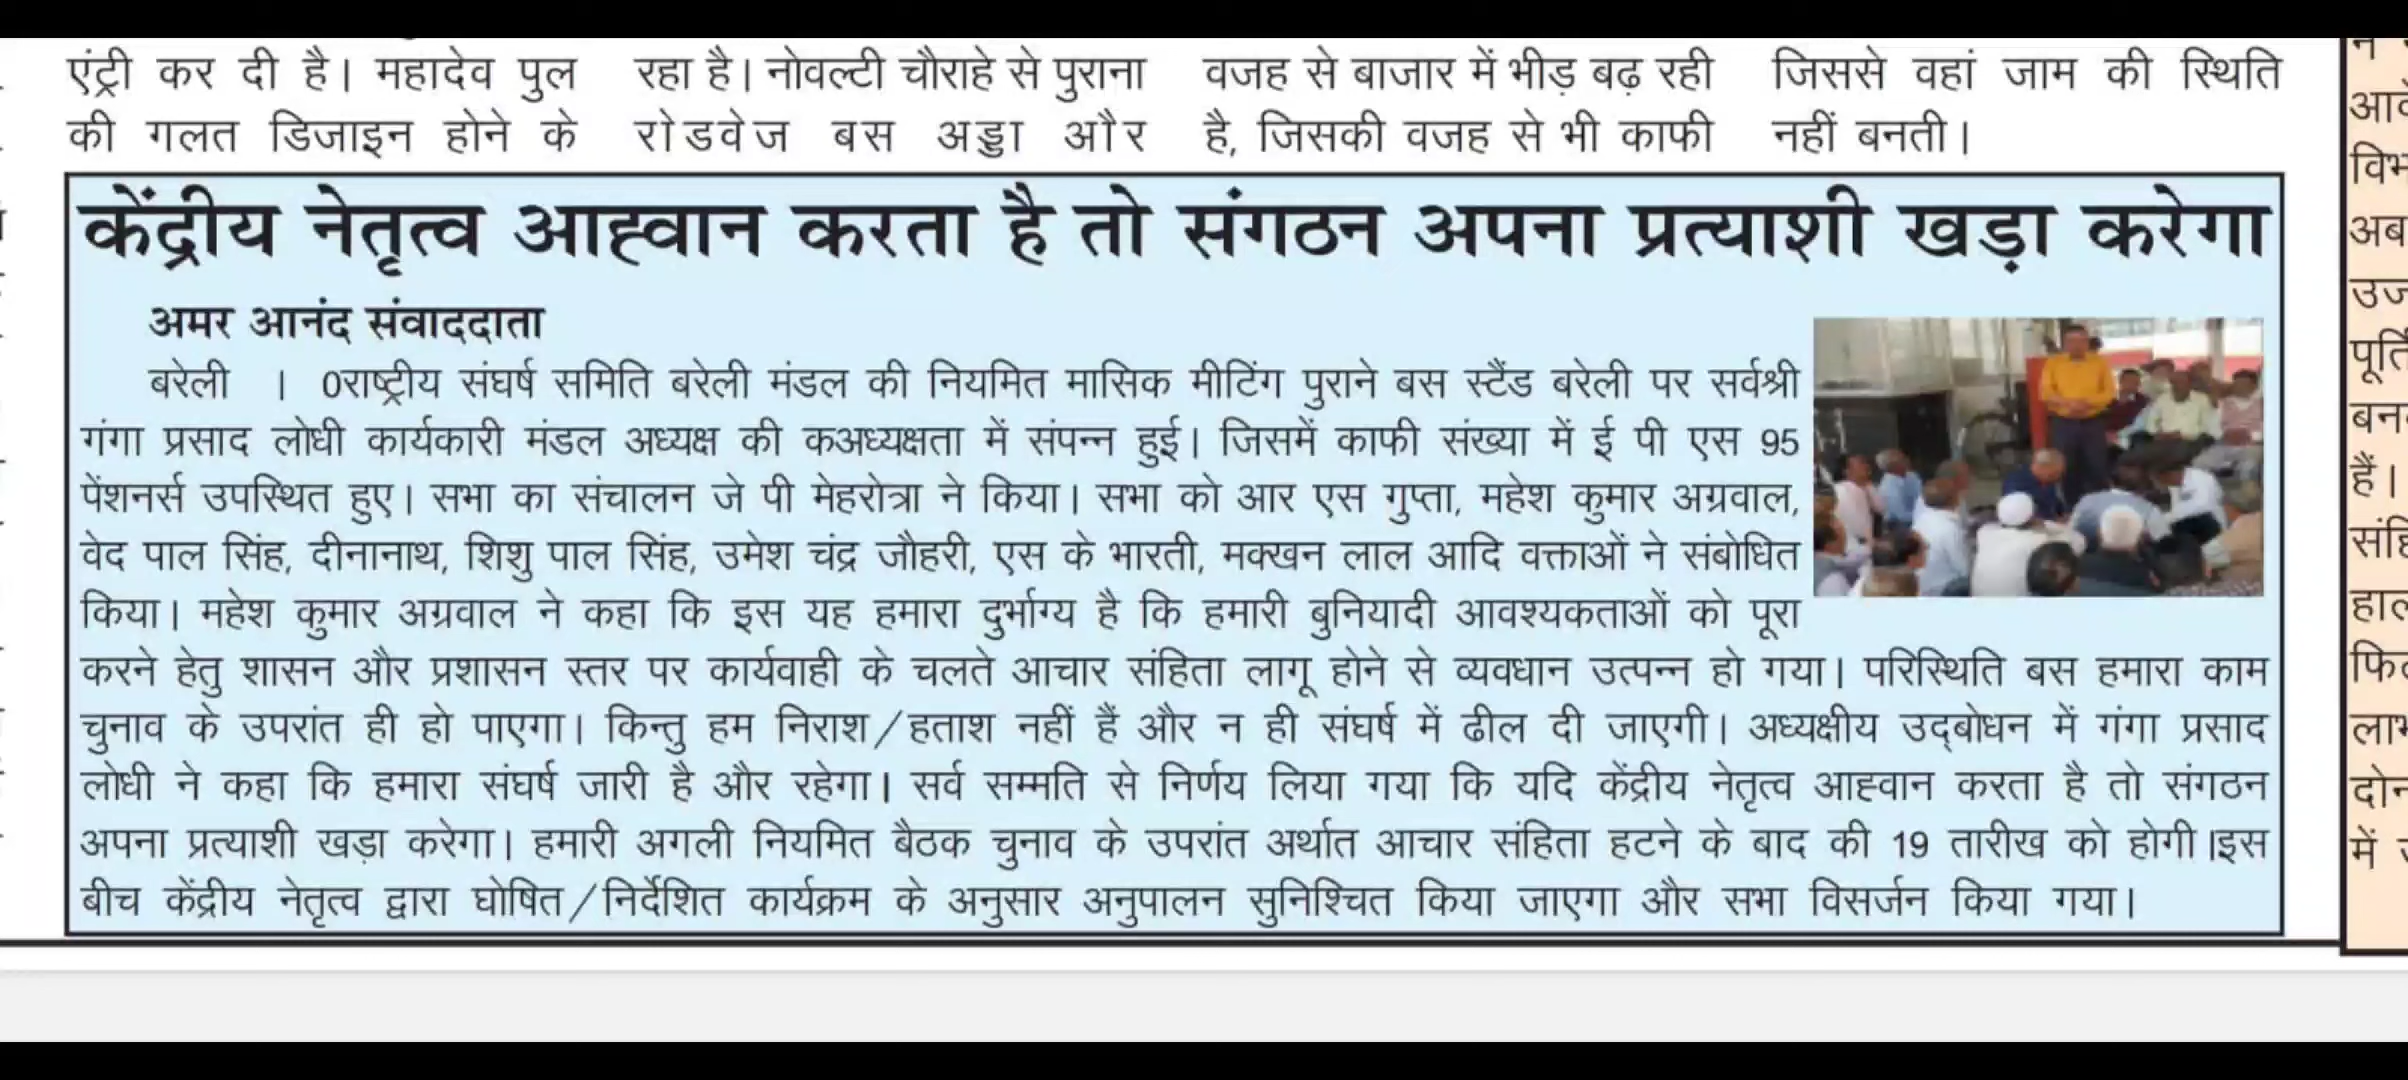 एंट्री कर दी है। महादेव पुल
की गलत डिजाइन होने के
रहा है। नोवल्टी चौराहे से पुराना
रोडवेज बस अड्डा और
वजह से बाजार में भीड़ बढ़ रही
है, जिसकी वजह से भी काफी
जिससे वहां जाम की स्थिति
नहीं बनती।
केंद्रीय नेतृत्व आह्वान करता है तो संगठन अपना प्रत्याशी खड़ा करेगा
अमर आनंद संवाददाता
बरेली । 0राष्ट्रीय संघर्ष समिति बरेली मंडल की नियमित मासिक मीटिंग पुराने बस स्टैंड बरेली पर सर्वश्री
गंगा प्रसाद लोधी कार्यकारी मंडल अध्यक्ष की कअध्यक्षता में संपन्न हुई। जिसमें काफी संख्या में ई पी एस 95
पेंशनर्स उपस्थित हुए। सभा का संचालन जे पी मेहरोत्रा ने किया। सभा को आर एस गुप्ता, महेश कुमार अग्रवाल,
वेद पाल सिंह, दीनानाथ, शिशु पाल सिंह, उमेश चंद्र जौहरी, एस के भारती, मक्खन लाल आदि वक्ताओं ने संबोधित
किया। महेश कुमार अग्रवाल ने कहा कि इस यह हमारा दुर्भाग्य है कि हमारी बुनियादी आवश्यकताओं को पूरा
करने हेतु शासन और प्रशासन स्तर पर कार्यवाही के चलते आचार संहिता लागू होने से व्यवधान उत्पन्न हो गया। परिस्थिति बस हमारा काम
चुनाव के उपरांत ही हो पाएगा। किन्तु हम निराश/हताश नहीं हैं और न ही संघर्ष में ढील दी जाएगी। अध्यक्षीय उद्बोधन में गंगा प्रसाद
लोधी ने कहा कि हमारा संघर्ष जारी है और रहेगा। सर्व सम्मति से निर्णय लिया गया कि यदि केंद्रीय नेतृत्व आह्वान करता है तो संगठन
अपना प्रत्याशी खड़ा करेगा। हमारी अगली नियमित बैठक चुनाव के उपरांत अर्थात आचार संहिता हटने के बाद की 19 तारीख को होगी।इस
बीच केंद्रीय नेतृत्व द्वारा घोषित/निर्देशित कार्यक्रम के अनुसार अनुपालन सुनिश्चित किया जाएगा और सभा विसर्जन किया गया।
अब
हैं।
में